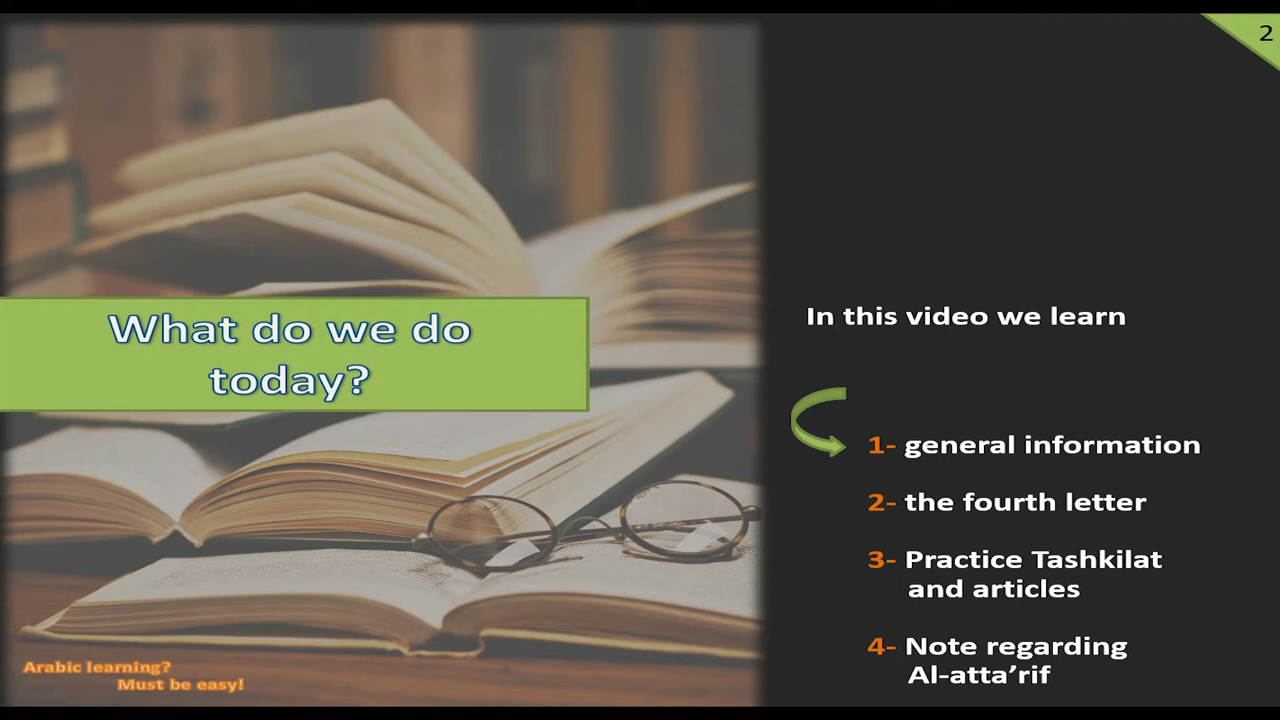 2
What do we do
today?
In this video we learn
1- general information
2- the fourth letter
3- Practice Tashkilat
and articles
4- Note regarding
Al-atta’rif
Arabic learning?
Must be easy!